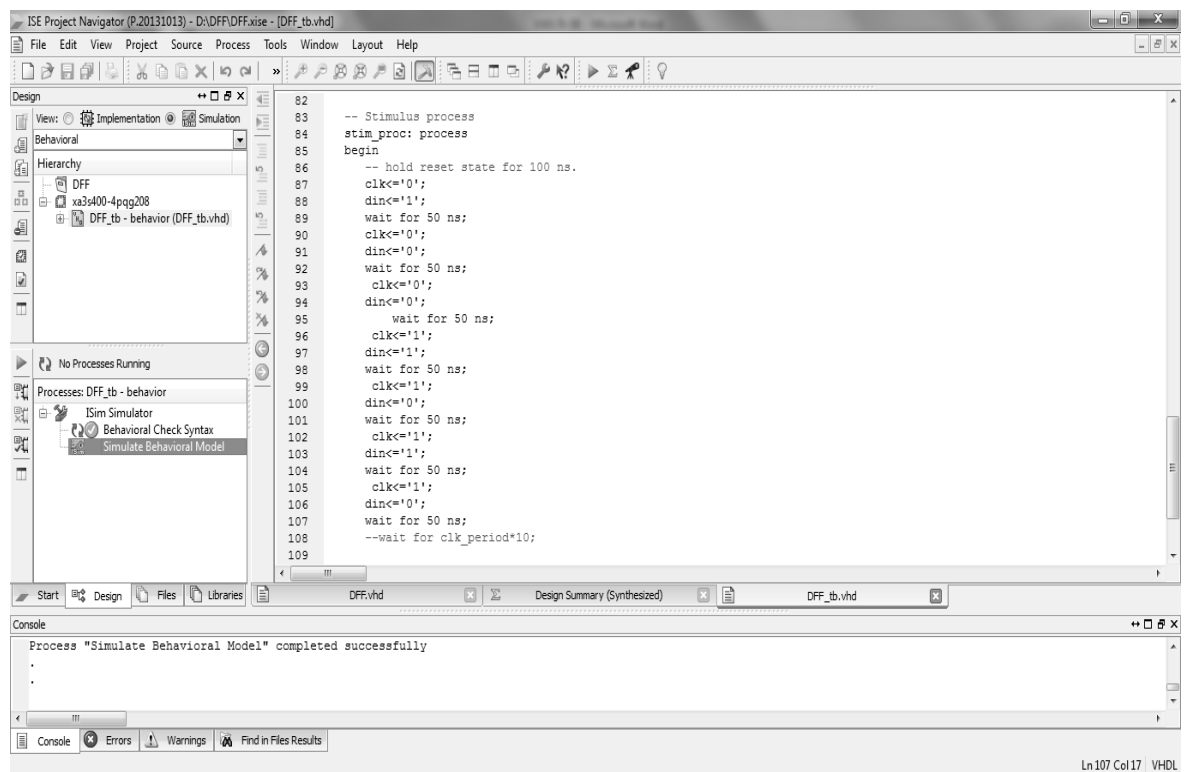 ISE Project Navigator (P.20131013) - D:\DFF\DFF.xise - [DFF_tb.vhd]
File Edit View Project Source Process Tools Window Layout Help
Design
View: Implementation Simulation
Behavioral
Hierarchy
DFF
xa3s400-4pqg208
DFF_tb - behavior (DFF_tb.vhd)
No Processes Running
Processes: DFF_tb - behavior
ISim Simulator
Behavioral Check Syntax
Simulate Behavioral Model
Start Design Files Libraries
82
83 -- Stimulus process
84 stim_proc: process
85 begin
86 -- hold reset state for 100 ns.
87 clk<='0';
88 din<='1';
89 wait for 50 ns;
90 clk<='0';
91 din<='0';
92 wait for 50 ns;
93 clk<='0';
94 din<='0';
95 wait for 50 ns;
96 clk<='1';
97 din<='1';
98 wait for 50 ns;
99 clk<='1';
100 din<='0';
101 wait for 50 ns;
102 clk<='1';
103 din<='1';
104 wait for 50 ns;
105 clk<='1';
106 din<='0';
107 wait for 50 ns;
108 --wait for clk_period*10;
109
DFF.vhd Design Summary (Synthesized) DFF_tb.vhd
Console
Process "Simulate Behavioral Model" completed successfully
.
.
Console Errors Warnings Find in Files Results
Ln 107 Col 17 VHDL